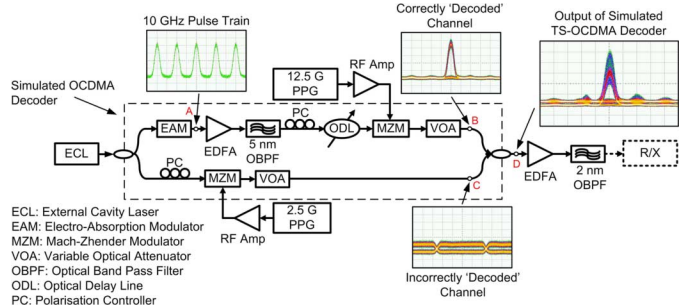 10 GHz Pulse Train
Correctly 'Decoded'
Channel
Output of Simulated
TS-OCDMA Decoder
Simulated OCDMA
Decoder
12.5 G
PPG
RF Amp
A
PC
B
ECL
EAM
EDFA
5 nm
OBPF
ODL
MZM
VOA
D
EDFA
2 nm
OBPF
R/X
PC
MZM
VOA
C
RF Amp
2.5 G
PPG
Incorrectly 'Decoded'
Channel
ECL: External Cavity Laser
EAM: Electro-Absorption Modulator
MZM: Mach-Zhender Modulator
VOA: Variable Optical Attenuator
OBPF: Optical Band Pass Filter
ODL: Optical Delay Line
PC: Polarisation Controller